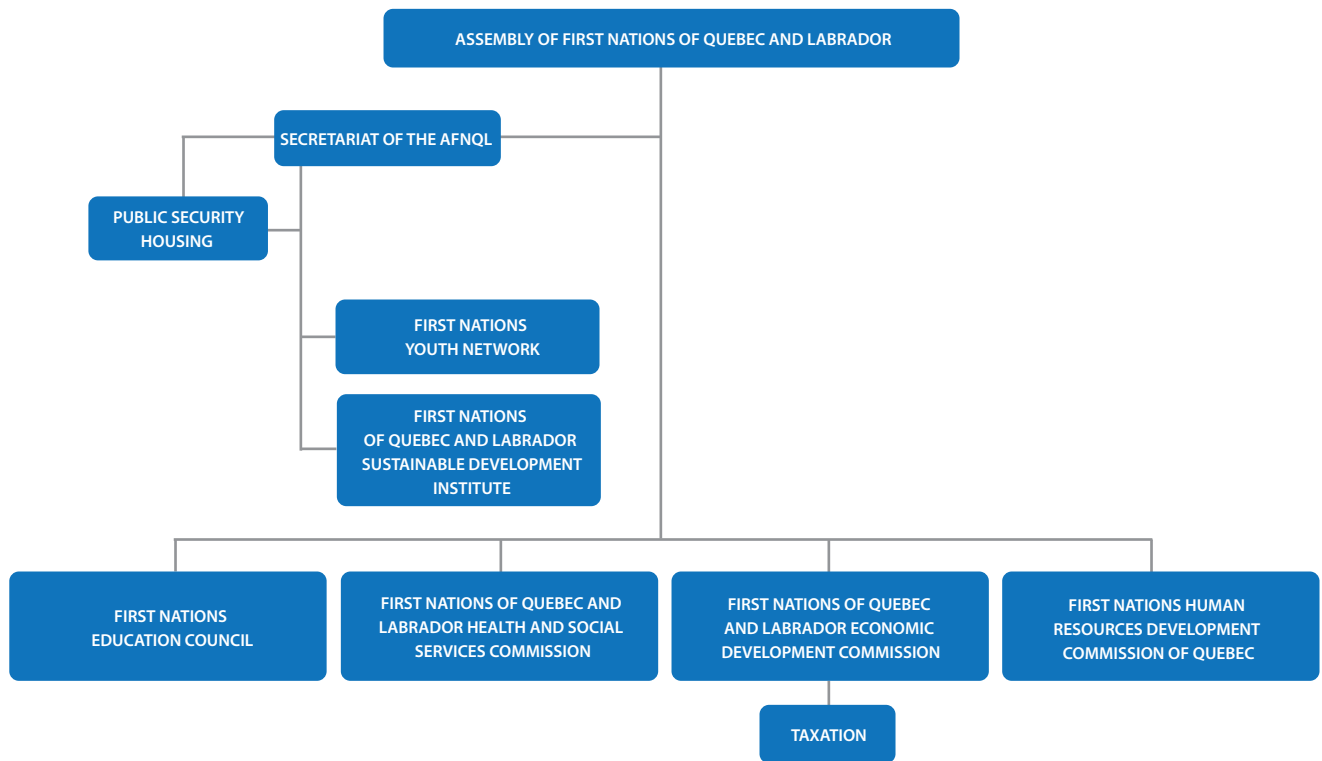 ASSEMBLY OF FIRST NATIONS OF QUEBEC AND LABRADOR
SECRETARIAT OF THE AFNQL
PUBLIC SECURITY
HOUSING
FIRST NATIONS
YOUTH NETWORK
FIRST NATIONS
OF QUEBEC AND LABRADOR
SUSTAINABLE DEVELOPMENT
INSTITUTE
FIRST NATIONS
EDUCATION COUNCIL
FIRST NATIONS OF QUEBEC AND
LABRADOR HEALTH AND SOCIAL
SERVICES COMMISSION
FIRST NATIONS OF QUEBEC
AND LABRADOR ECONOMIC
DEVELOPMENT COMMISSION
FIRST NATIONS HUMAN
RESOURCES DEVELOPMENT
COMMISSION OF QUEBEC
TAXATION